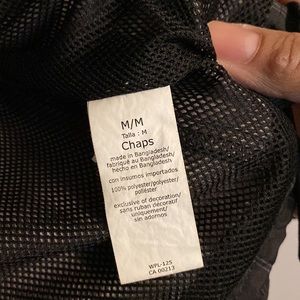 M/M
Talla : M
Chaps
made in Bangladesh/
fabriqué au Bangladesh/
hecho en Bangladesh
con insumos importados
100% polyester/polyester/
poliéster
exclusive of decoration/
sans ruban décoratif
uniquement/
sin adornos
WPL-125
CA 00213